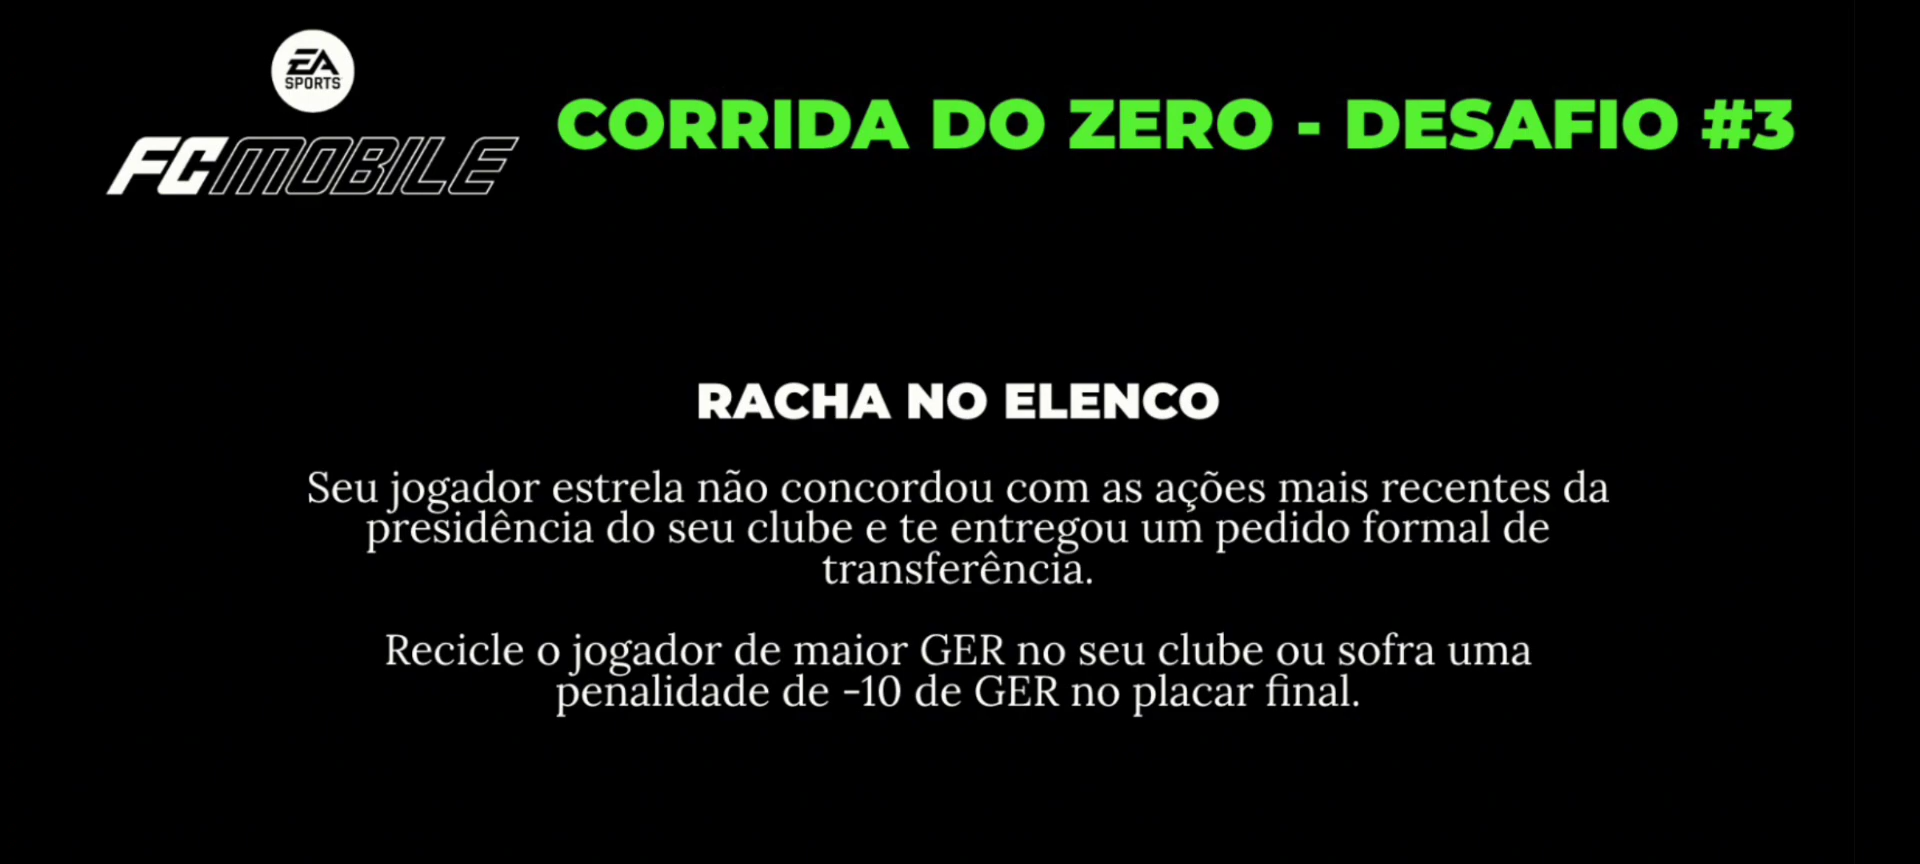 EA
SPORTS
FC MOBILE
CORRIDA DO ZERO - DESAFIO #3
RACHA NO ELENCO
Seu jogador estrela não concordou com as ações mais recentes da
presidência do seu clube e te entregou um pedido formal de
transferência.
Recicle o jogador de maior GER no seu clube ou sofra uma
penalidade de -10 de GER no placar final.